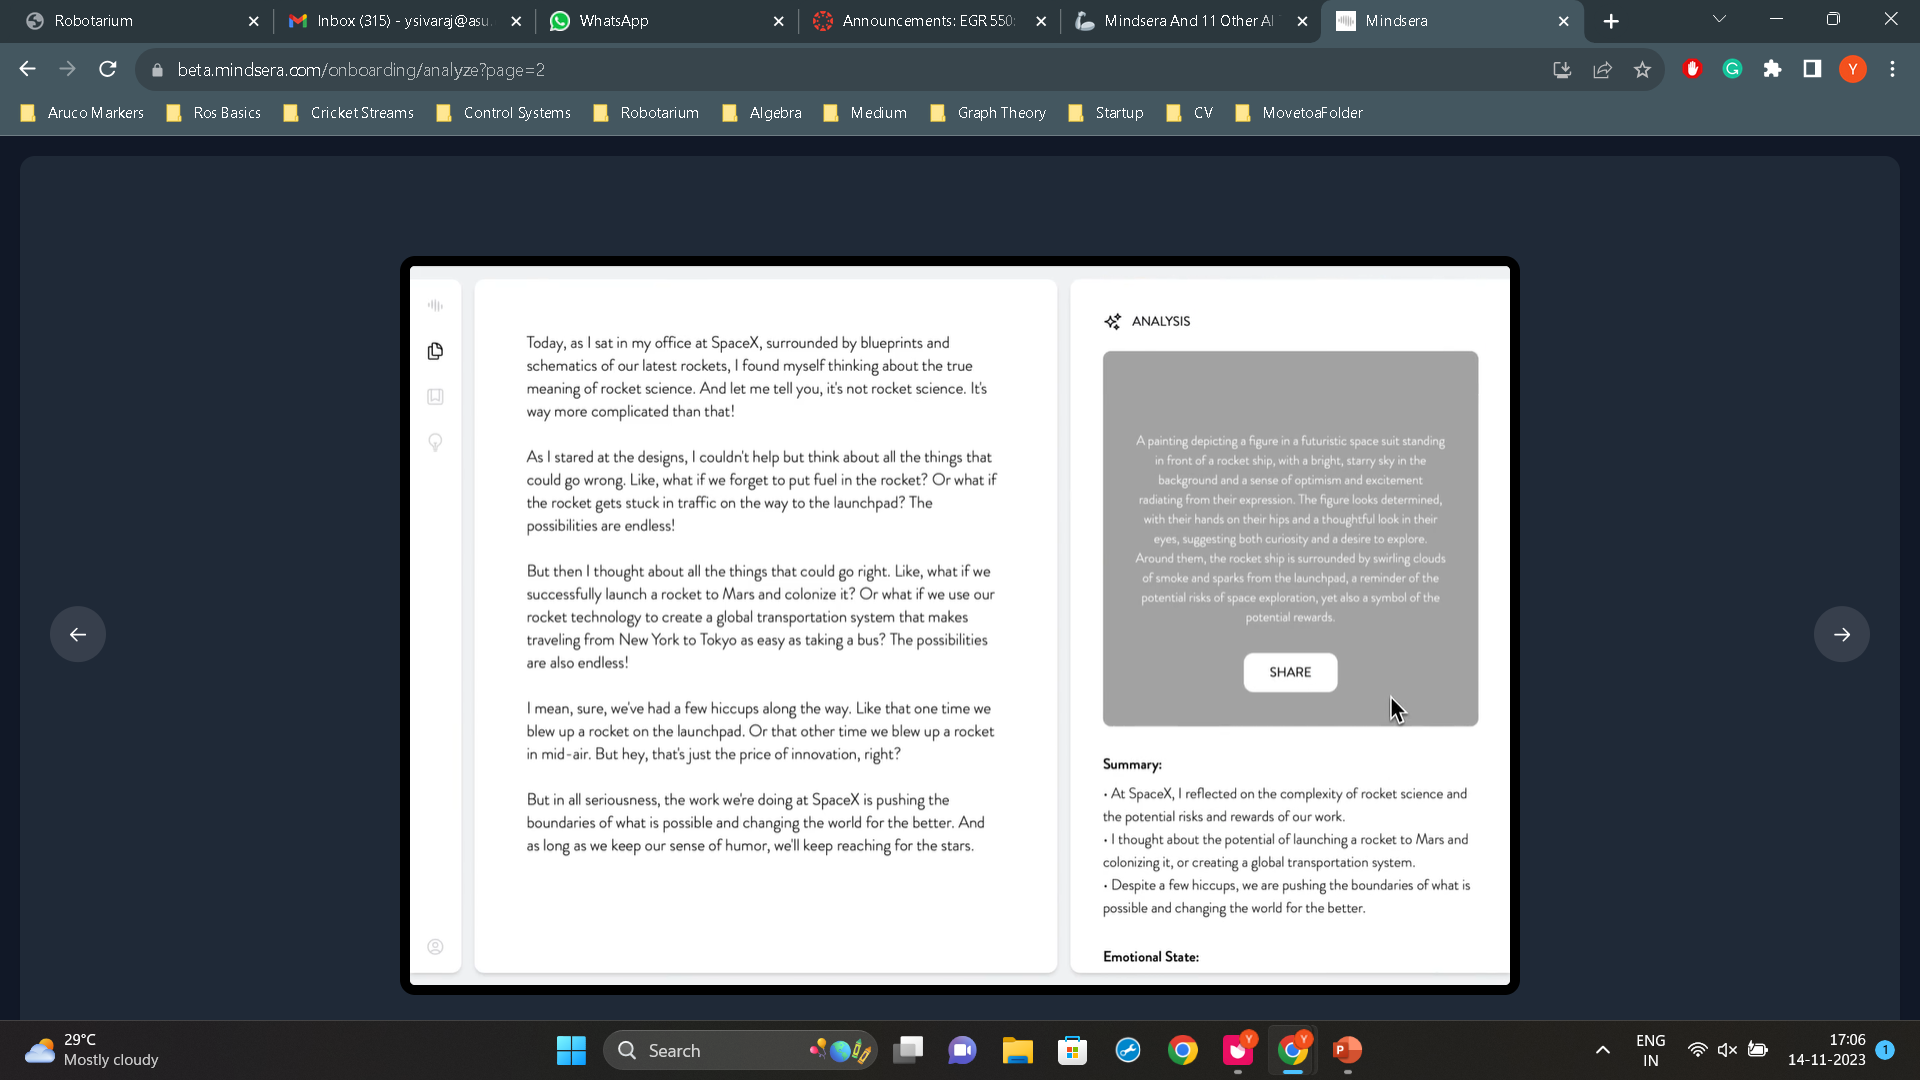 Robotarium
Inbox (315) - ysivaraj@asu.
WhatsApp
Announcements: EGR 550:
Mindsera And 11 Other AI
Mindsera
beta.mindsera.com/onboarding/analyze?page=2
Y
Aruco Markers
Ros Basics
Cricket Streams
Control Systems
Robotarium
Algebra
Medium
Graph Theory
Startup
CV
MovetoaFolder
Today, as I sat in my office at SpaceX, surrounded by blueprints and
schematics of our latest rockets, I found myself thinking about the true
meaning of rocket science. And let me tell you, it's not rocket science. It's
way more complicated than that!
As I stared at the designs, I couldn't help but think about all the things that
could go wrong. Like, what if we forget to put fuel in the rocket? Or what if
the rocket gets stuck in traffic on the way to the launchpad? The
possibilities are endless!
But then I thought about all the things that could go right. Like, what if we
successfully launch a rocket to Mars and colonize it? Or what if we use our
rocket technology to create a global transportation system that makes
traveling from New York to Tokyo as easy as taking a bus? The possibilities
are also endless!
I mean, sure, we've had a few hiccups along the way. Like that one time we
blew up a rocket on the launchpad. Or that other time we blew up a rocket
in mid-air. But hey, that's just the price of innovation, right?
But in all seriousness, the work we're doing at SpaceX is pushing the
boundaries of what is possible and changing the world for the better. And
as long as we keep our sense of humor, we'll keep reaching for the stars.
ANALYSIS
A painting depicting a figure in a futuristic space suit standing
in front of a rocket ship, with a bright, starry sky in the
background and a sense of optimism and excitement
radiating from their expression. The figure looks determined,
with their hands on their hips and a thoughtful look in their
eyes, suggesting both curiosity and a desire to explore.
Around them, the rocket ship is surrounded by swirling clouds
of smoke and sparks from the launchpad, a reminder of the
potential risks of space exploration, yet also a symbol of the
potential rewards.
SHARE
Summary:
• At SpaceX, I reflected on the complexity of rocket science and
the potential risks and rewards of our work.
• I thought about the potential of launching a rocket to Mars and
colonizing it, or creating a global transportation system.
• Despite a few hiccups, we are pushing the boundaries of what is
possible and changing the world for the better.
Emotional State:
29°C
Mostly cloudy
Search
Y
Y
P
ENG
IN
17:06
14-11-2023
1